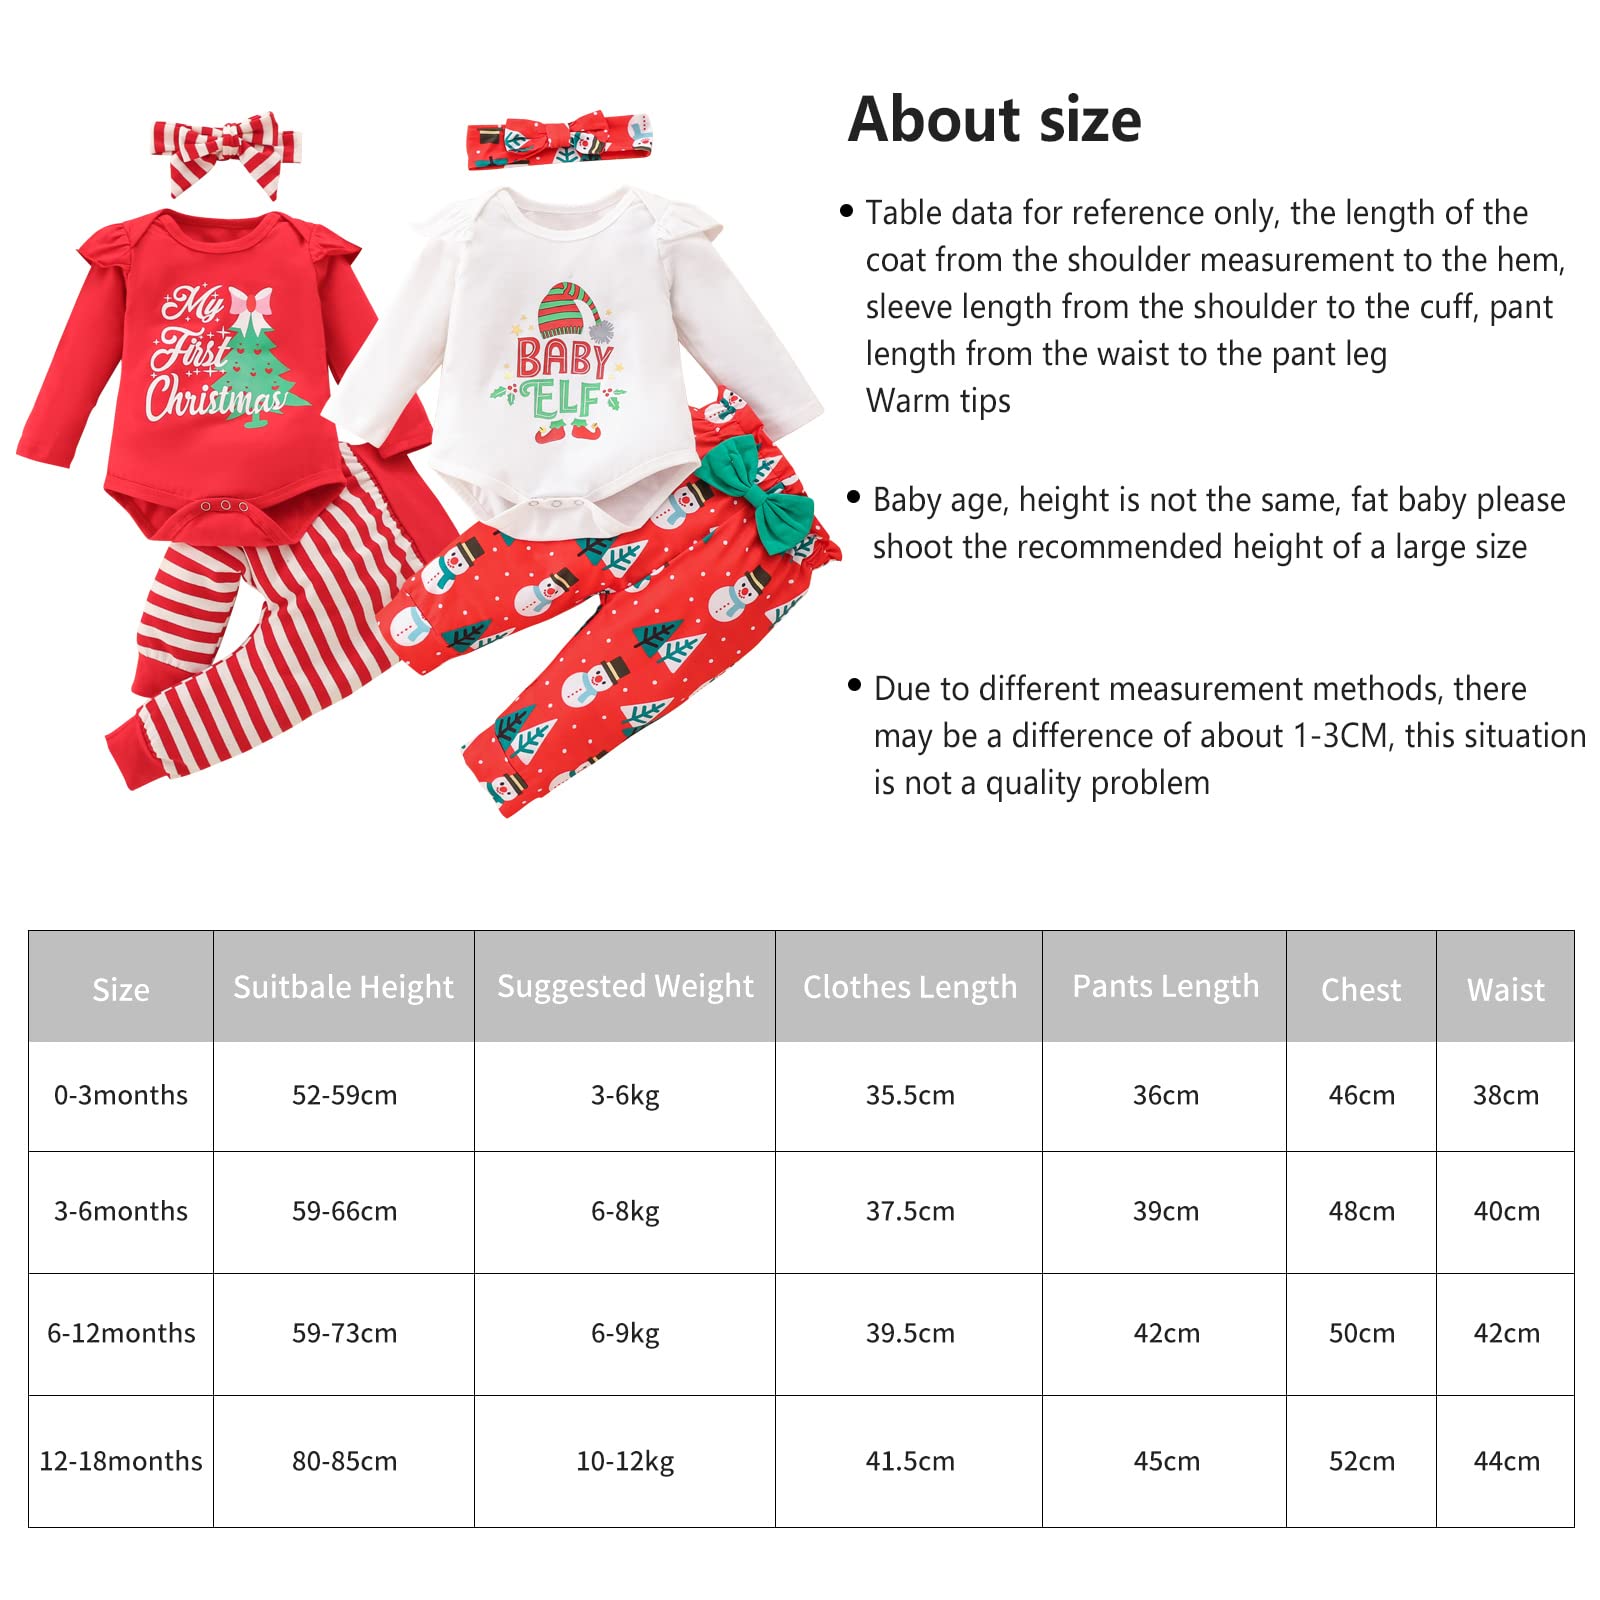 My
First
Christmas
BABY
ELF
About size
Table data for reference only, the length of the
coat from the shoulder measurement to the hem,
sleeve length from the shoulder to the cuff, pant
length from the waist to the pant leg
Warm tips
Baby age, height is not the same, fat baby please
shoot the recommended height of a large size
Due to different measurement methods, there
may be a difference of about 1-3CM, this situation
is not a quality problem
Size Suitbale Height Suggested Weight Clothes Length Pants Length Chest Waist
0-3months 52-59cm 3-6kg 35.5cm 36cm 46cm 38cm
3-6months 59-66cm 6-8kg 37.5cm 39cm 48cm 40cm
6-12months 59-73cm 6-9kg 39.5cm 42cm 50cm 42cm
12-18months 80-85cm 10-12kg 41.5cm 45cm 52cm 44cm